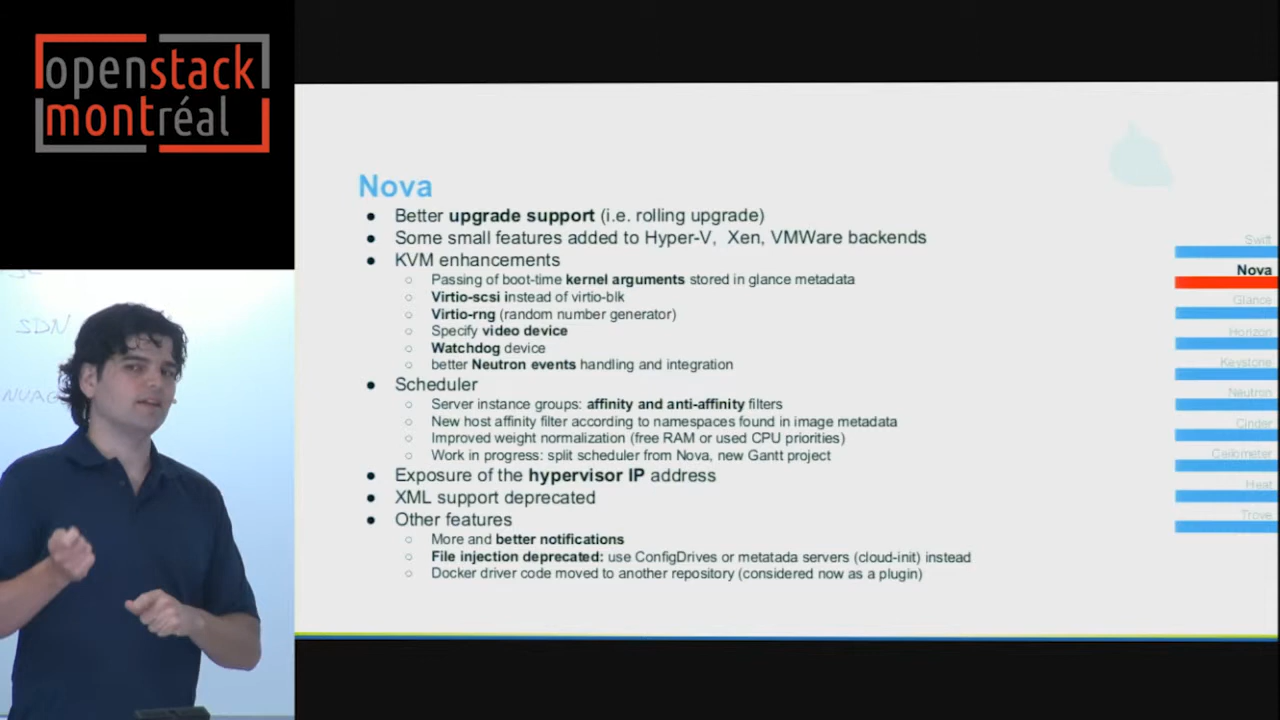 openstack
montréal
SDN
Nova
● Better upgrade support (i.e. rolling upgrade)
● Some small features added to Hyper-V, Xen, VMWare backends
● KVM enhancements
○ Passing of boot-time kernel arguments stored in glance metadata
○ Virtio-scsi instead of virtio-blk
○ Virtio-rng (random number generator)
○ Specify video device
○ Watchdog device
○ better Neutron events handling and integration
● Scheduler
○ Server instance groups: affinity and anti-affinity filters
○ New host affinity filter according to namespaces found in image metadata
○ Improved weight normalization (free RAM or used CPU priorities)
○ Work in progress: split scheduler from Nova, new Gantt project
● Exposure of the hypervisor IP address
● XML support deprecated
● Other features
○ More and better notifications
○ File injection deprecated: use ConfigDrives or metatada servers (cloud-init) instead
○ Docker driver code moved to another repository (considered now as a plugin)
Swift
Nova
Glance
Horizon
Keystone
Neutron
Cinder
Ceilometer
Heat
Trove